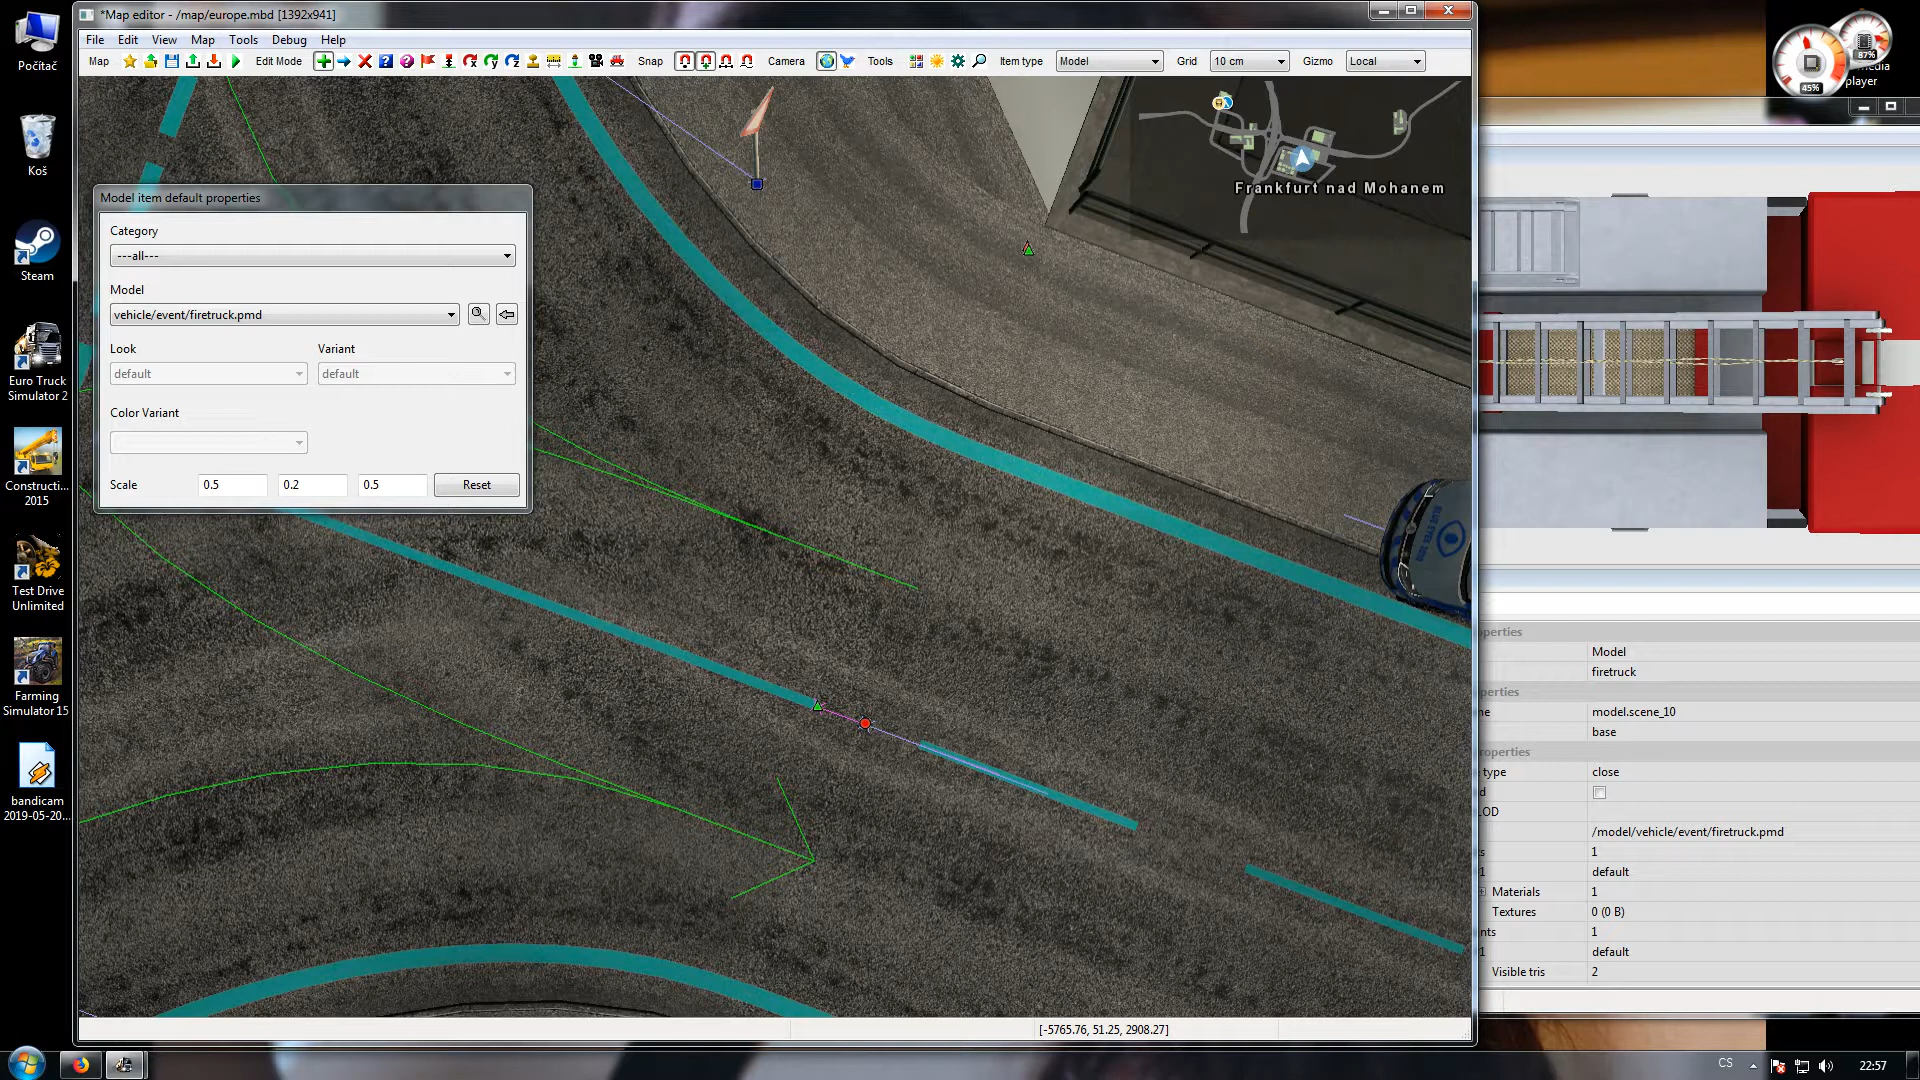 *Map editor - /map/europe.mbd [1392x941]
File Edit View Map Tools Debug Help
Map Edit Mode Snap Camera Tools Item type Model Grid 10 cm Gizmo Local
Počítač
Koš
Steam
Euro Truck
Simulator 2
Constructi...
2015
Test Drive
Unlimited
Farming
Simulator 15
bandicam
2019-05-20...
Model item default properties
Category
---all---
Model
vehicle/event/firetruck.pmd
Look Variant
default default
Color Variant
Scale 0.5 0.2 0.5 Reset
Frankfurt nad Mohanem
[-5765.76, 51.25, 2908.27]
87%
45%
player
Model
firetruck
model.scene_10
base
type close
/model/vehicle/event/firetruck.pmd
1
default
Materials 1
Textures 0 (0 B)
1
default
Visible tris 2
CS 22:57